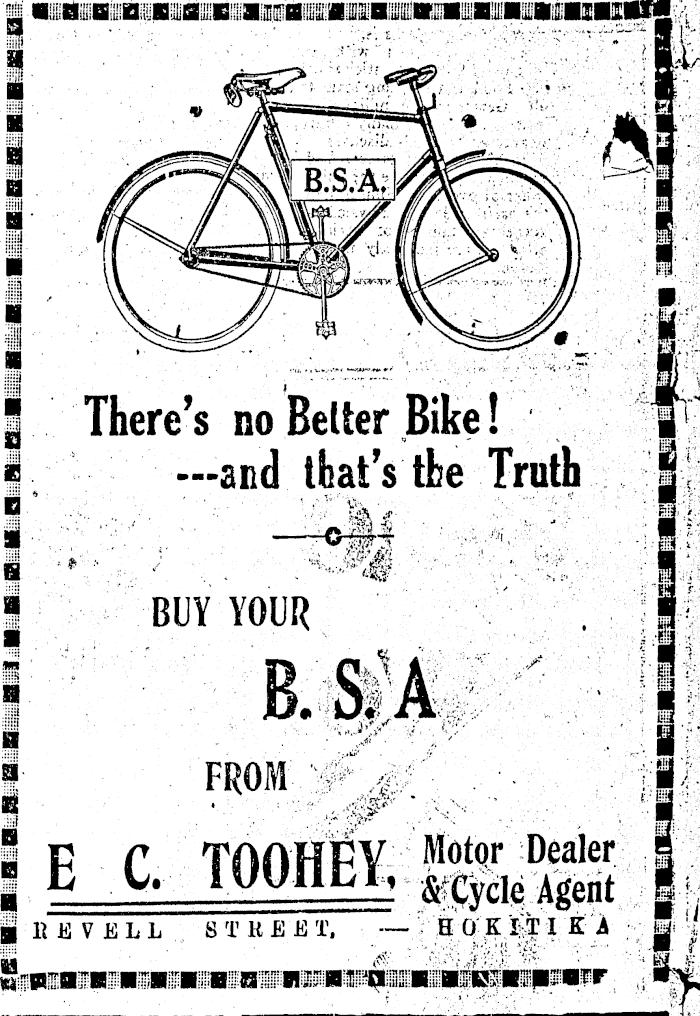 B.S.A.
There's no Better Bike!
---and that's the Truth
BUY YOUR
B. S. A
FROM
E C. TOOHEY, Motor Dealer
& Cycle Agent
REVELL STREET, — HOKITIKA